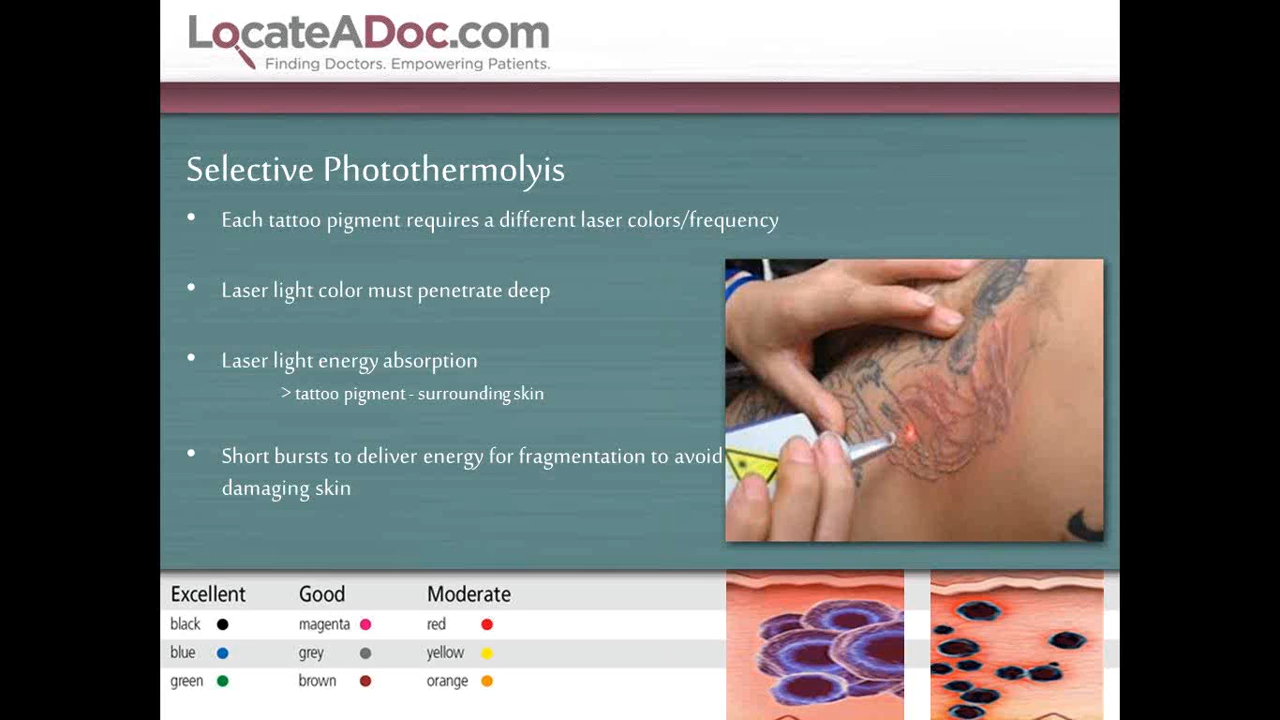 LocateADoc.com
Finding Doctors. Empowering Patients.
Selective Photothermolyis
• Each tattoo pigment requires a different laser colors/frequency
• Laser light color must penetrate deep
• Laser light energy absorption
> tattoo pigment - surrounding skin
• Short bursts to deliver energy for fragmentation to avoid
damaging skin
Excellent Good Moderate
black magenta red
blue grey yellow
green brown orange